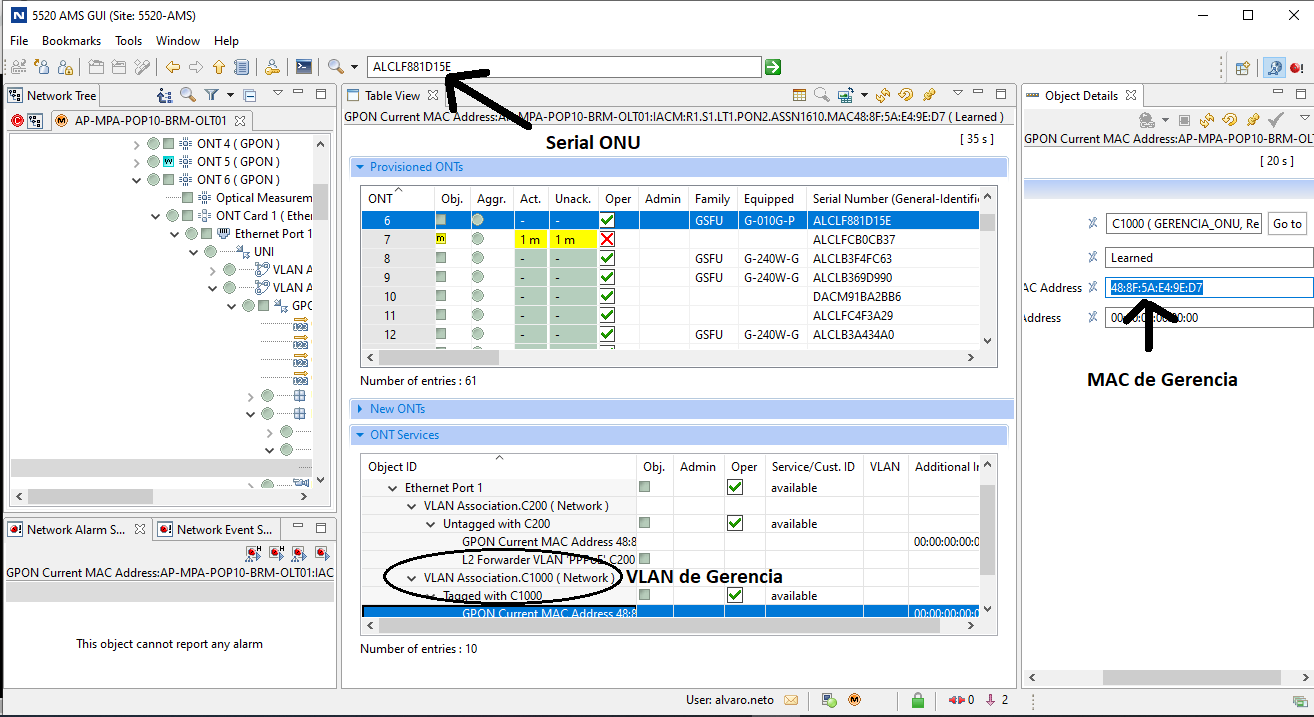 5520 AMS GUI (Site: 5520-AMS)
File Bookmarks Tools Window Help
ALCLF881D15E
Network Tree
AP-MPA-POP10-BRM-OLT01
ONT 4 ( GPON )
ONT 5 ( GPON )
ONT 6 ( GPON )
Optical Measurem
ONT Card 1 ( Ether
Ethernet Port 1
UNI
VLAN A
VLAN A
GPC
Table View
GPON Current MAC Address:AP-MPA-POP10-BRM-OLT01:IACM:R1.S1.LT1.PON2.ASSN1610.MAC48:8F:5A:E4:9E:D7 ( Learned )
[ 35 s ]
Serial ONU
Provisioned ONTs
ONT Obj. Aggr. Act. Unack. Oper Admin Family Equipped Serial Number (General-Identifi
6 - - GSFU G-010G-P ALCLF881D15E
7 m 1 m 1 m ALCLFCB0CB37
8 - - GSFU G-240W-G ALCLB3F4FC63
9 - - GSFU G-240W-G ALCLB369D990
10 - - DACM91BA2BB6
11 - - ALCLFC4F3A29
12 - - GSFU G-240W-G ALCLB3A434A0
Number of entries : 61
New ONTs
ONT Services
Object ID Obj. Admin Oper Service/Cust. ID VLAN Additional Ir
Ethernet Port 1 available
VLAN Association.C200 ( Network )
Untagged with C200 available
GPON Current MAC Address 48:8 00:00:00:00:0
L2 Forwarder VLAN 'PPPoE' C200
VLAN Association.C1000 ( Network )
VLAN de Gerencia
Tagged with C1000 available
GPON Current MAC Address 48:8 00:00:00:00:0
Number of entries : 10
Object Details
GPON Current MAC Address:AP-MPA-POP10-BRM-OLT
[ 20 s ]
C1000 ( GERENCIA_ONU, Re Go to
Learned
AC Address 48:8F:5A:E4:9E:D7
ddress 00:00:00:00:00:00
MAC de Gerencia
Network Alarm S... Network Event S...
GPON Current MAC Address:AP-MPA-POP10-BRM-OLT01:IAC
This object cannot report any alarm
User: alvaro.neto 0 2